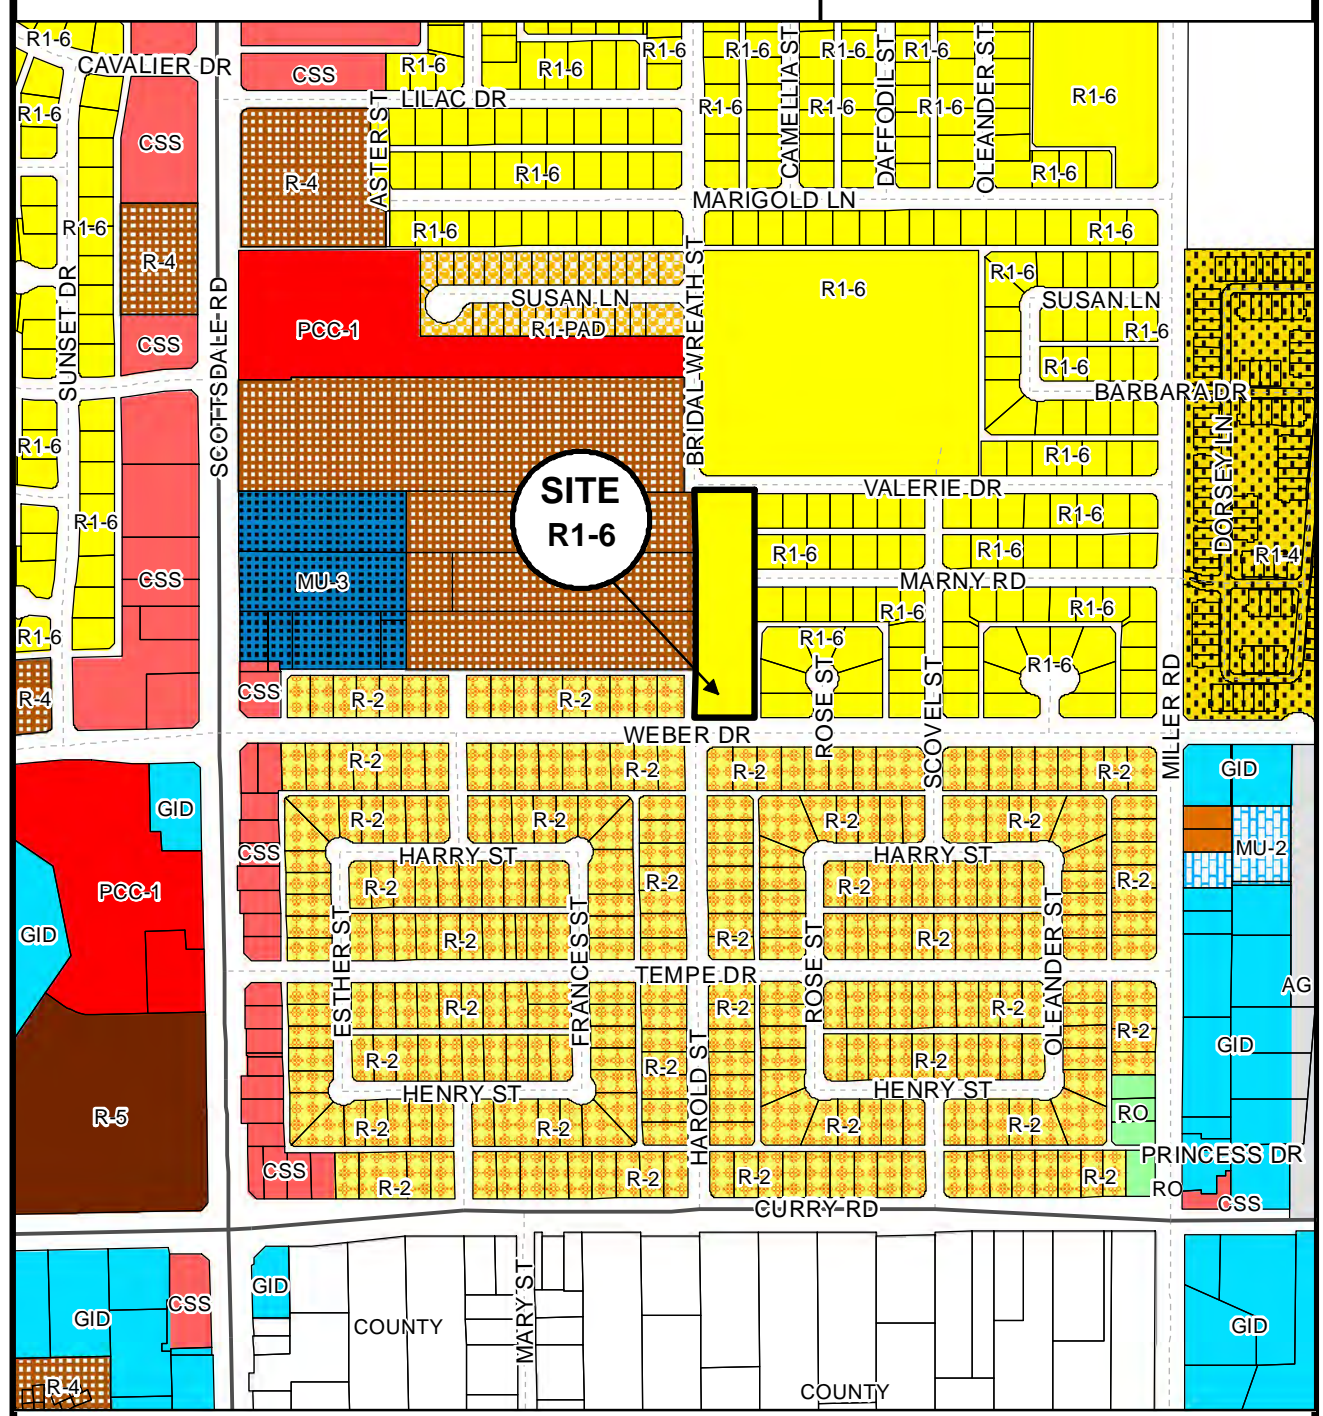 R1-6
CAVALIER DR
CSS
R1-6
R1-6
R1-6
R1-6
CAMELLIA ST
R1-6
DAFFODIL ST
R1-6
OLEANDER ST
R1-6
LILAC DR
R1-6
R1-6
R1-6
R1-6
CSS
ASTER ST
R-4
R1-6
R1-6
MARIGOLD LN
R1-6
R1-6
R1-6
R-4
SUNSET DR
SCOTTSDALE RD
BRIDAL WREATH ST
R1-6
R1-6
SUSAN LN
SUSAN LN
PCC-1
R1-PAD
R1-6
CSS
R1-6
BARBARA DR
R1-6
R1-6
DORSEY LN
SITE
R1-6
VALERIE DR
R1-6
R1-6
R1-6
R1-6
R1-4
CSS
MU-3
MARNY RD
R1-6
R1-6
R1-6
R1-6
R1-6
ROSE ST
SCOVEL ST
MILLER RD
R-4
CSS
R-2
R-2
WEBER DR
R-2
R-2
R-2
R-2
GID
GID
R-2
R-2
R-2
R-2
MU-2
CSS
HARRY ST
HARRY ST
PCC-1
R-2
R-2
R-2
R-2
GID
ESTHER ST
R-2
FRANCES ST
R-2
ROSE ST
R-2
OLEANDER ST
TEMPE DR
AG
R-2
R-2
R-2
R-2
GID
R-2
R-2
HAROLD ST
R-2
HENRY ST
HENRY ST
R-5
RO
R-2
R-2
R-2
R-2
PRINCESS DR
CSS
R-2
R-2
R-2
R-2
RO
CSS
CURRY RD
GID
MARY ST
CSS
GID
COUNTY
GID
R-4
COUNTY